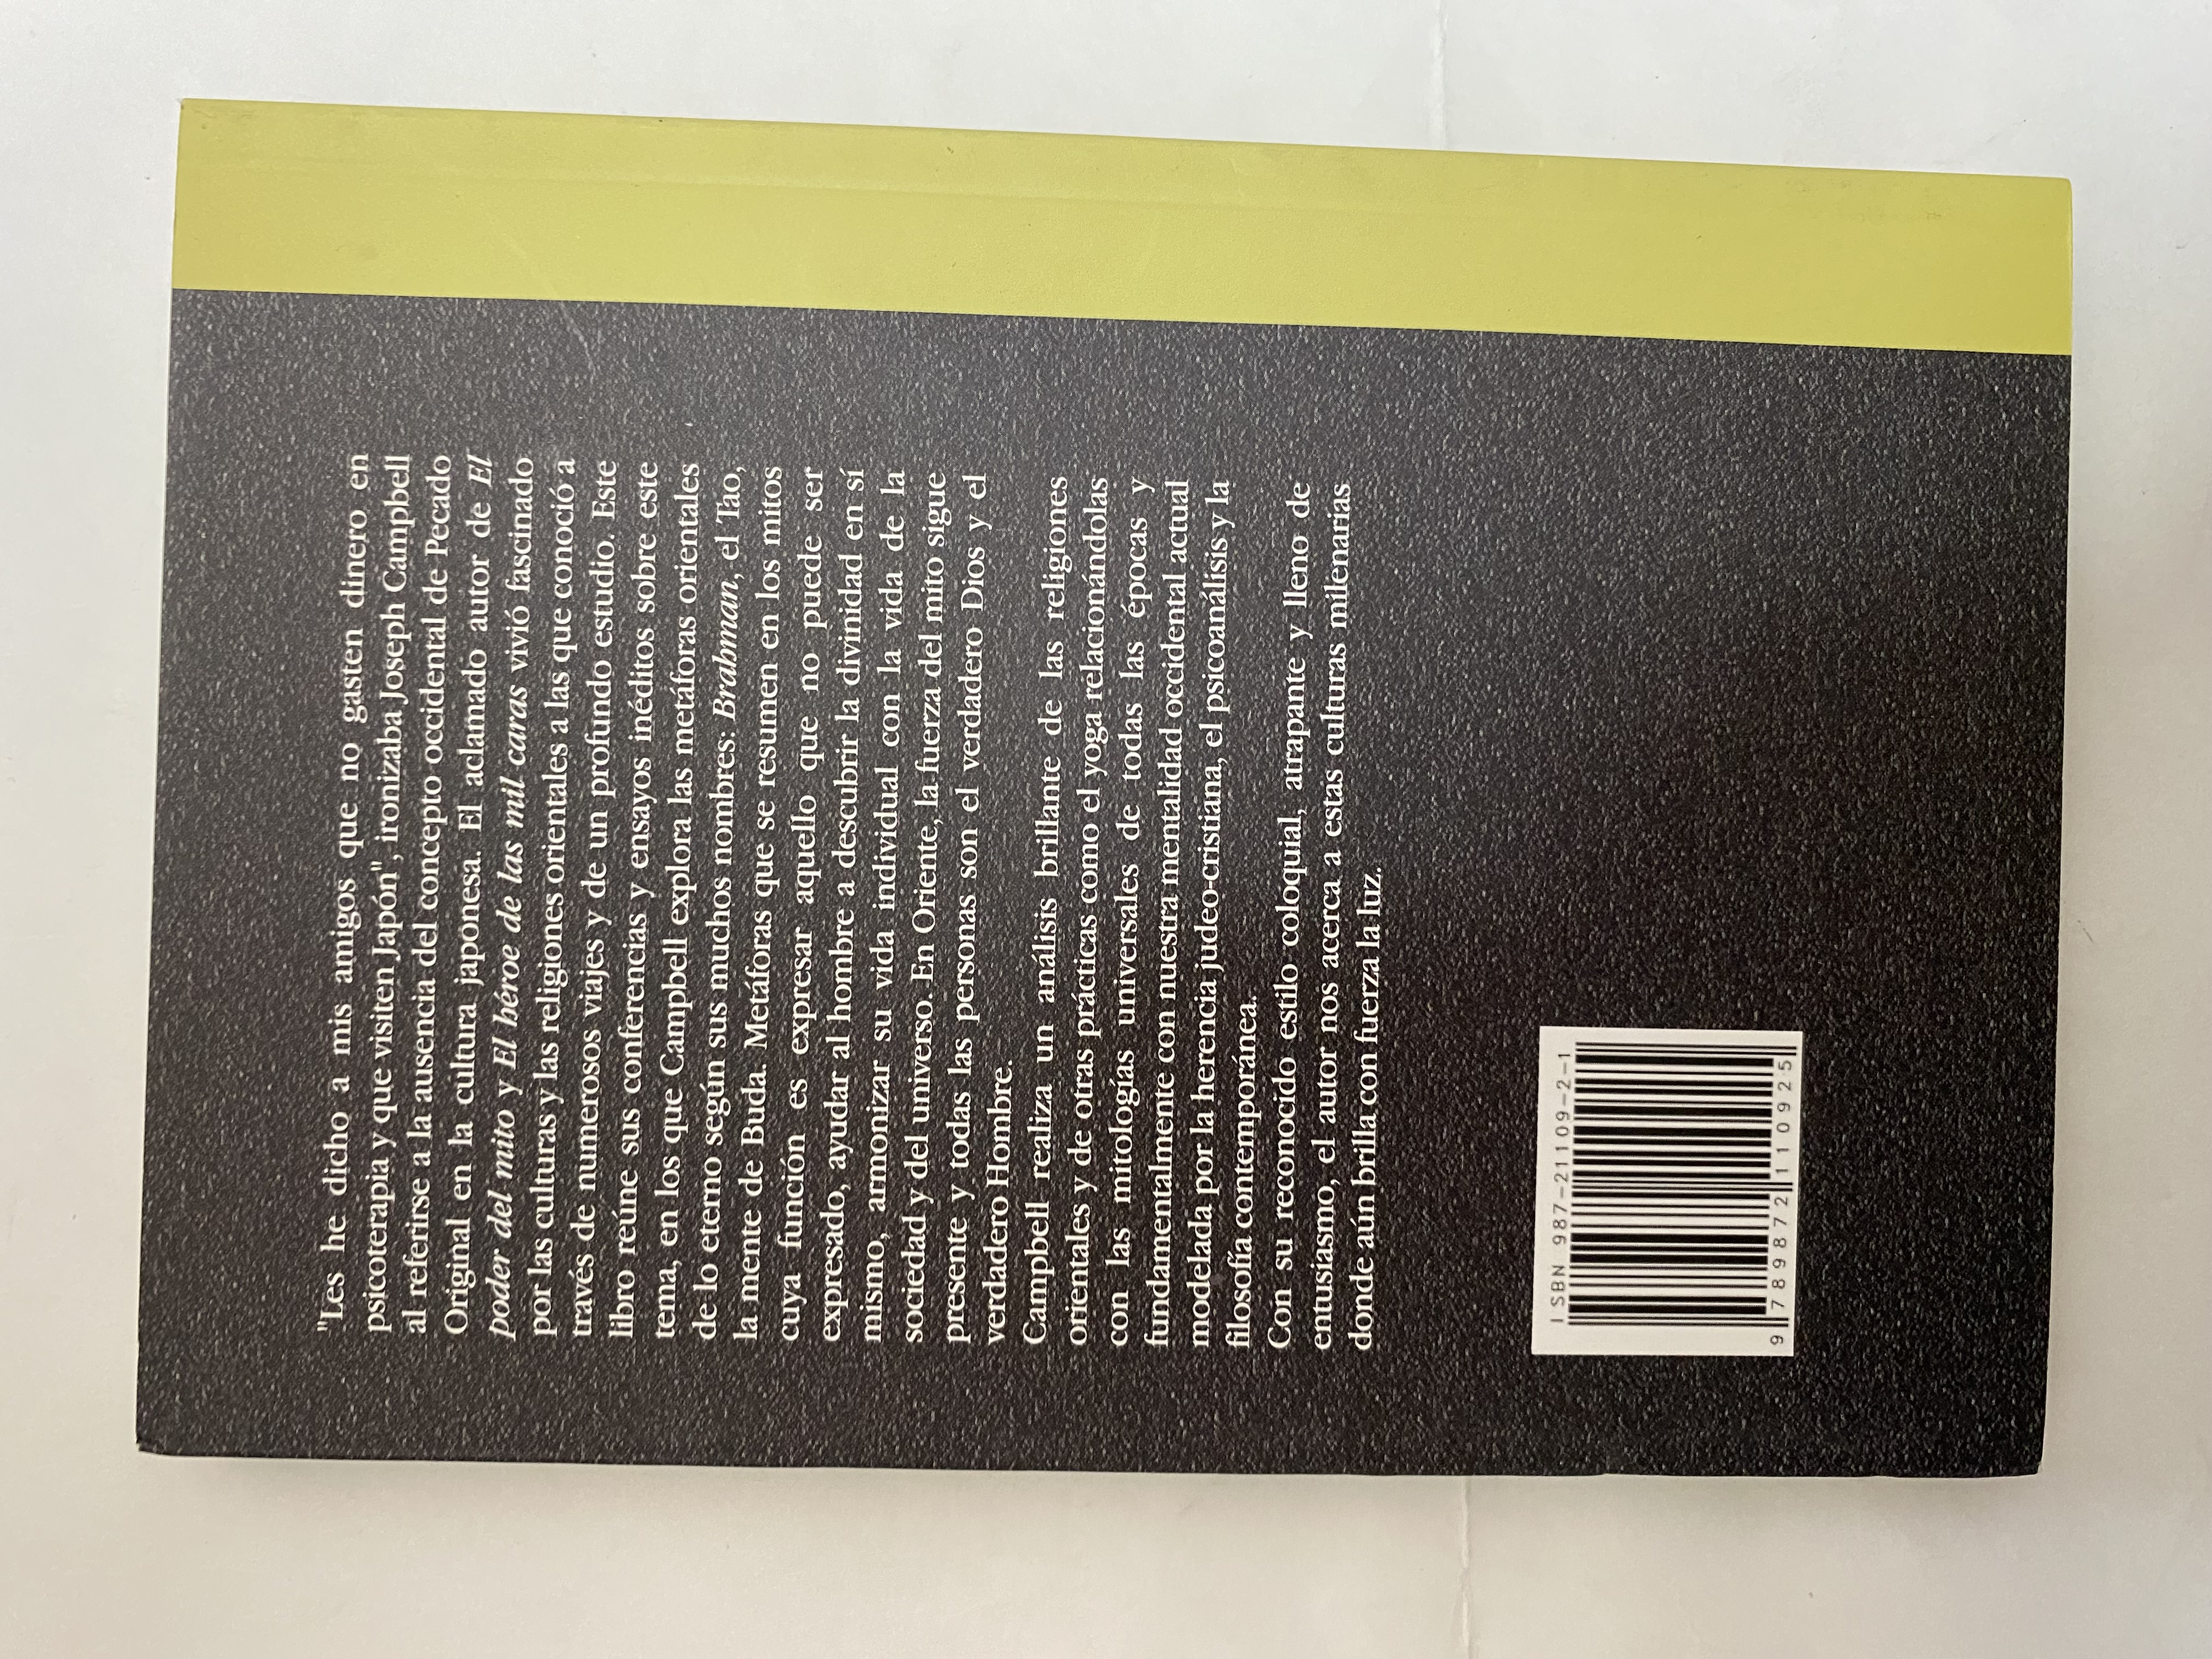 "Les he dicho a mis amigos que no gasten dinero en
psicoterapia y que visiten Japón", ironizaba Joseph Campbell
al referirse a la ausencia del concepto occidental de Pecado
Original en la cultura japonesa. El aclamado autor de El
poder del mito y El héroe de las mil caras vivió fascinado
por las culturas y las religiones orientales a las que conoció a
través de numerosos viajes y de un profundo estudio. Este
libro reúne sus conferencias y ensayos inéditos sobre este
tema, en los que Campbell explora las metáforas orientales
de lo eterno según sus muchos nombres: Brahman, el Tao,
la mente de Buda. Metáforas que se resumen en los mitos
cuya función es expresar aquello que no puede ser
expresado, ayudar al hombre a descubrir la divinidad en sí
mismo, armonizar su vida individual con la vida de la
sociedad y del universo. En Oriente, la fuerza del mito sigue
presente y todas las personas son el verdadero Dios y el
verdadero Hombre.
Campbell realiza un análisis brillante de las religiones
orientales y de otras prácticas como el yoga relacionándolas
con las mitologías universales de todas las épocas y
fundamentalmente con nuestra mentalidad occidental actual
modelada por la herencia judeo-cristiana, el psicoanálisis y la
filosofía contemporánea.
Con su reconocido estilo coloquial, atrapante y lleno de
entusiasmo, el autor nos acerca a estas culturas milenarias
donde aún brilla con fuerza la luz.
ISBN 987-21109-2-1
9 789872 110925